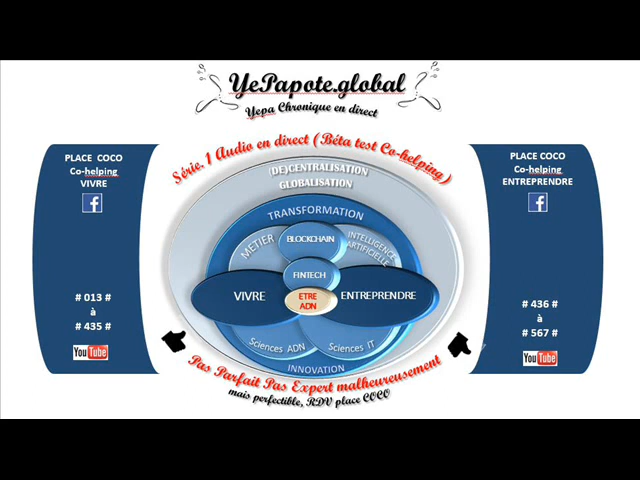 YePapote.global
Yepa Chronique en direct
Série, 1 Audio en direct (Béta test Co-helping)
PLACE COCO
Co-helping
VIVRE
f
# 013 #
à
# 435 #
YouTube
(DE)CENTRALISATION
GLOBALISATION
TRANSFORMATION
METIER
BLOCKCHAIN
INTELLIGENCE
ARTIFICIELLE
FINTECH
VIVRE
ETRE
ADN
ENTREPRENDRE
Sciences ADN
Sciences IT
INNOVATION
PLACE COCO
Co-helping
ENTREPRENDRE
f
# 436 #
à
# 567 #
YouTube
Pas Parfait Pas Expert malheureusement
mais perfectible, RDV place COCO